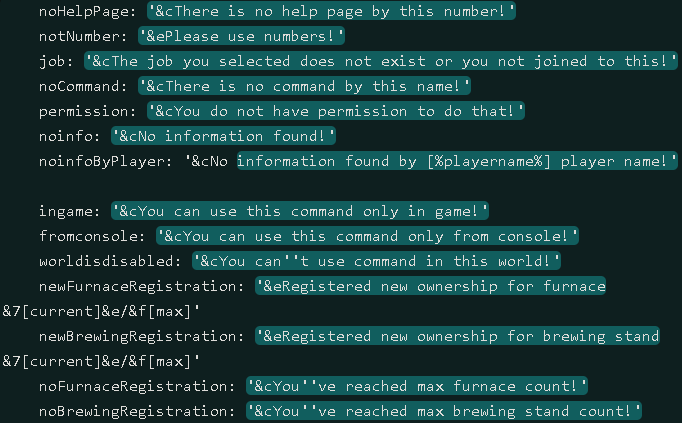 noHelpPage: '&cThere is no help page by this number!'
notNumber: '&ePlease use numbers!'
job: '&cThe job you selected does not exist or you not joined to this!'
noCommand: '&cThere is no command by this name!'
permission: '&cYou do not have permission to do that!'
noinfo: '&cNo information found!'
noinfoByPlayer: '&cNo information found by [%playername%] player name!'
ingame: '&cYou can use this command only in game!'
fromconsole: '&cYou can use this command only from console!'
worldisdisabled: '&cYou can''t use command in this world!'
newFurnaceRegistration: '&eRegistered new ownership for furnace
&7[current]&e/&f[max]'
newBrewingRegistration: '&eRegistered new ownership for brewing stand
&7[current]&e/&f[max]'
noFurnaceRegistration: '&cYou''ve reached max furnace count!'
noBrewingRegistration: '&cYou''ve reached max brewing stand count!'